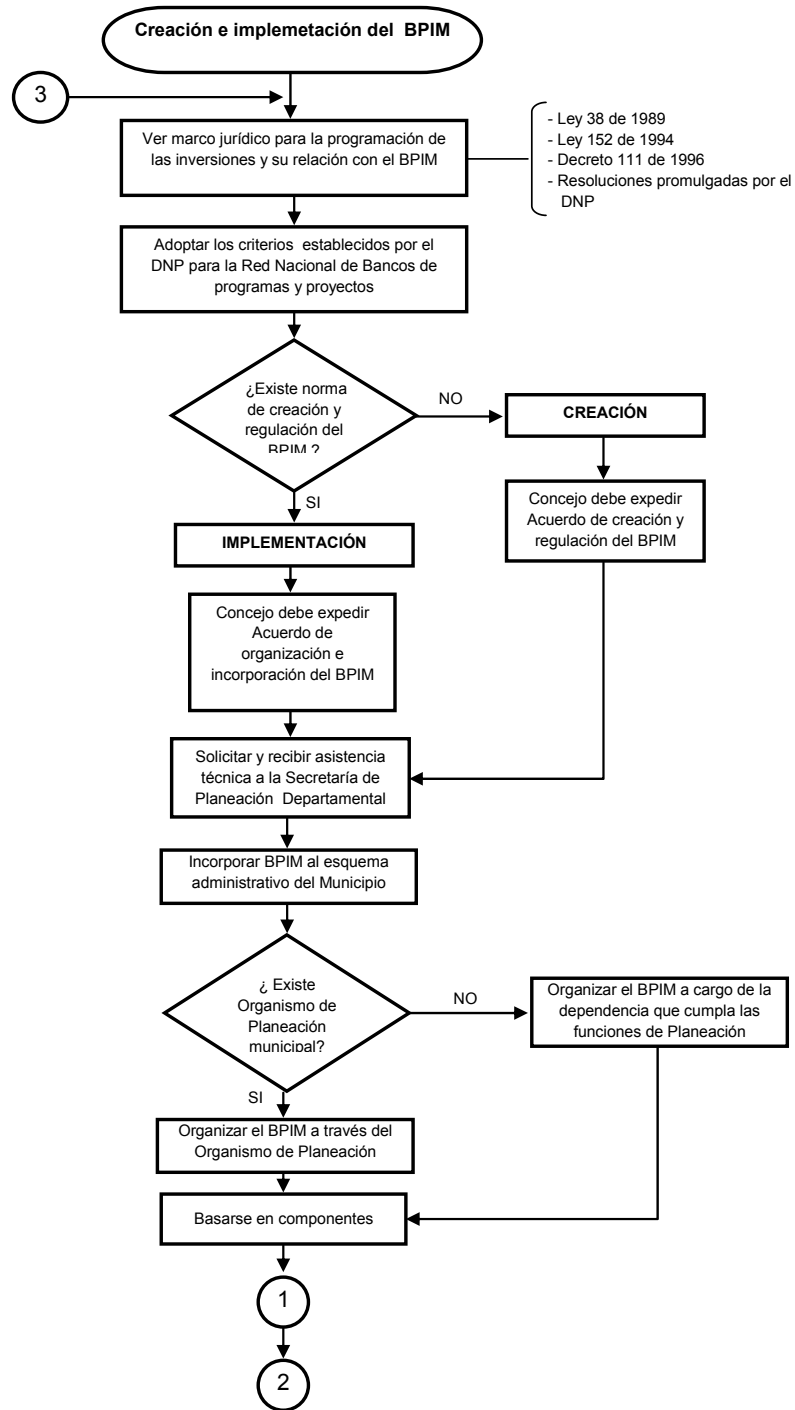 Creación e implemetación del BPIM
3
Ver marco jurídico para la programación de
las inversiones y su relación con el BPIM
- Ley 38 de 1989
- Ley 152 de 1994
- Decreto 111 de 1996
- Resoluciones promulgadas por el
DNP
Adoptar los criterios establecidos por el
DNP para la Red Nacional de Bancos de
programas y proyectos
¿Existe norma
de creación y
regulación del
BPIM ?
NO
CREACIÓN
Concejo debe expedir
Acuerdo de creación y
regulación del BPIM
SI
IMPLEMENTACIÓN
Concejo debe expedir
Acuerdo de
organización e
incorporación del BPIM
Solicitar y recibir asistencia
técnica a la Secretaría de
Planeación Departamental
Incorporar BPIM al esquema
administrativo del Municipio
¿ Existe
Organismo de
Planeación
municipal?
NO
Organizar el BPIM a cargo de la
dependencia que cumpla las
funciones de Planeación
SI
Organizar el BPIM a través del
Organismo de Planeación
Basarse en componentes
1
2